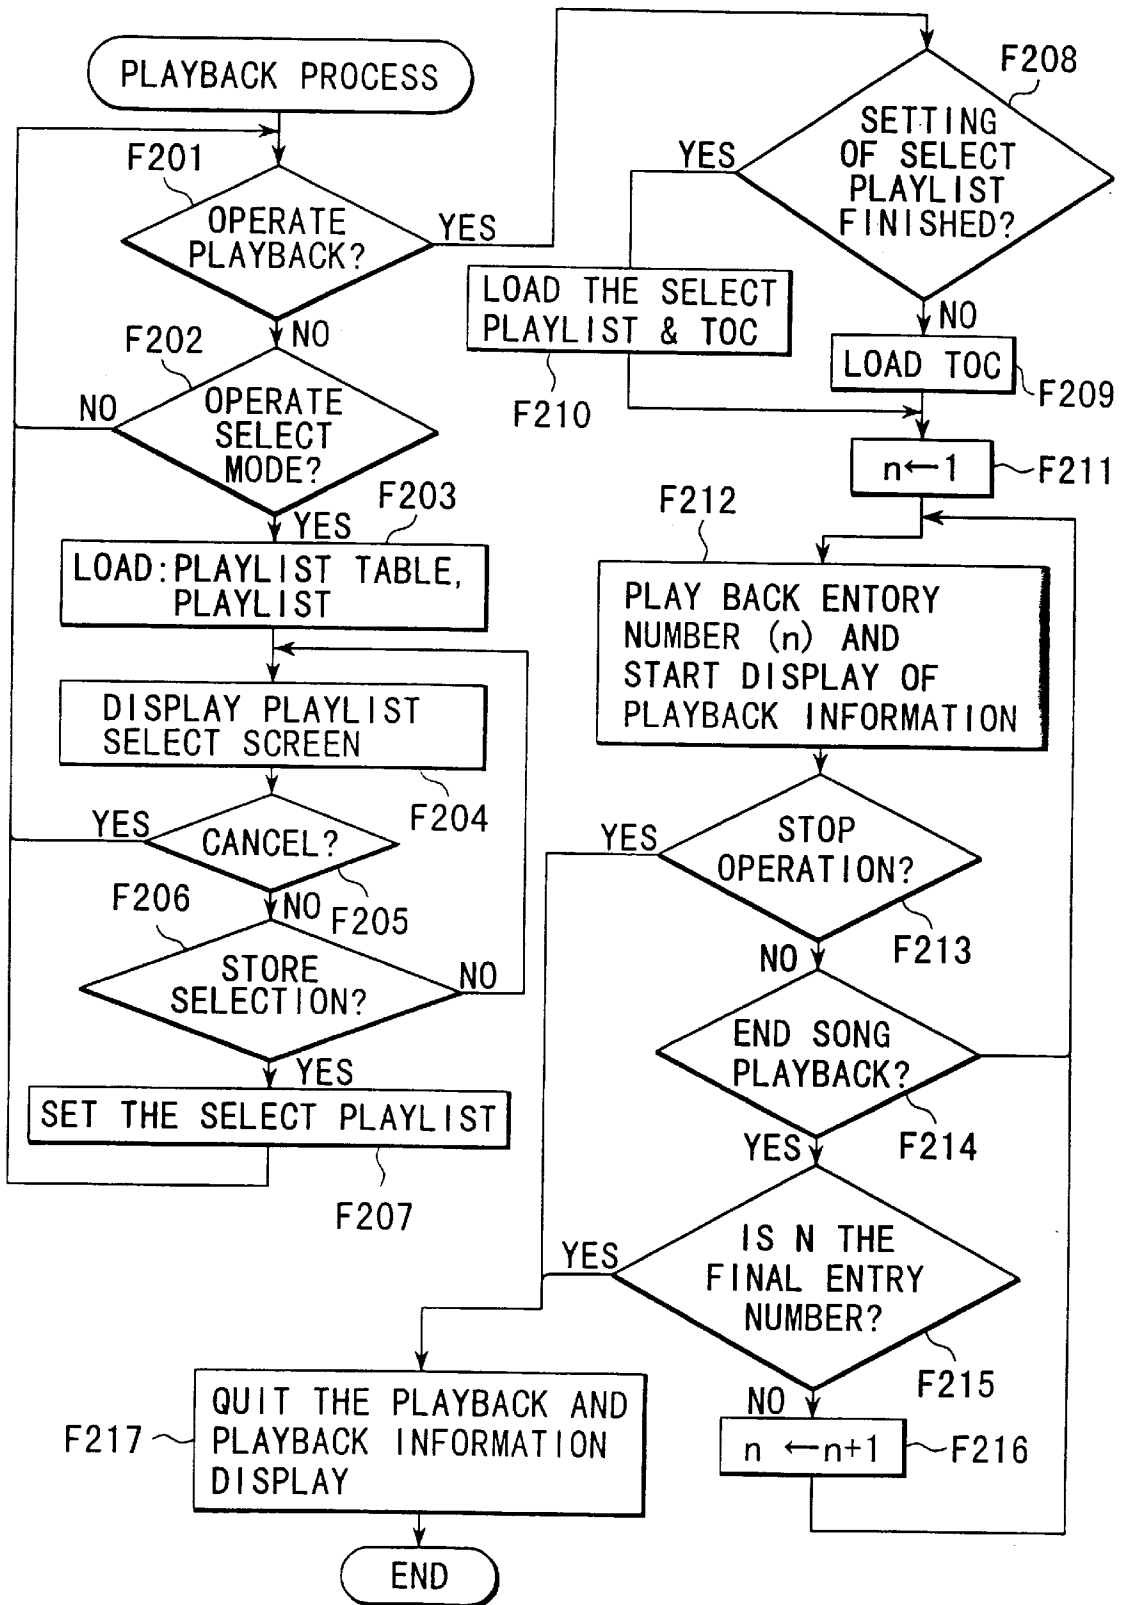 PLAYBACK PROCESS
F201
OPERATE
PLAYBACK?
YES
NO
F202
OPERATE
SELECT
MODE?
NO
YES
F203
LOAD:PLAYLIST TABLE,
PLAYLIST
DISPLAY PLAYLIST
SELECT SCREEN
F204
CANCEL?
YES
NO
F205
F206
STORE
SELECTION?
NO
YES
SET THE SELECT PLAYLIST
F207
F208
SETTING
OF SELECT
PLAYLIST
FINISHED?
YES
NO
LOAD THE SELECT
PLAYLIST & TOC
F210
LOAD TOC
F209
n←1
F211
F212
PLAY BACK ENTORY
NUMBER (n) AND
START DISPLAY OF
PLAYBACK INFORMATION
STOP
OPERATION?
YES
F213
NO
END SONG
PLAYBACK?
F214
YES
IS N THE
FINAL ENTRY
NUMBER?
YES
F215
NO
n ←n+1
F216
F217
QUIT THE PLAYBACK AND
PLAYBACK INFORMATION
DISPLAY
END